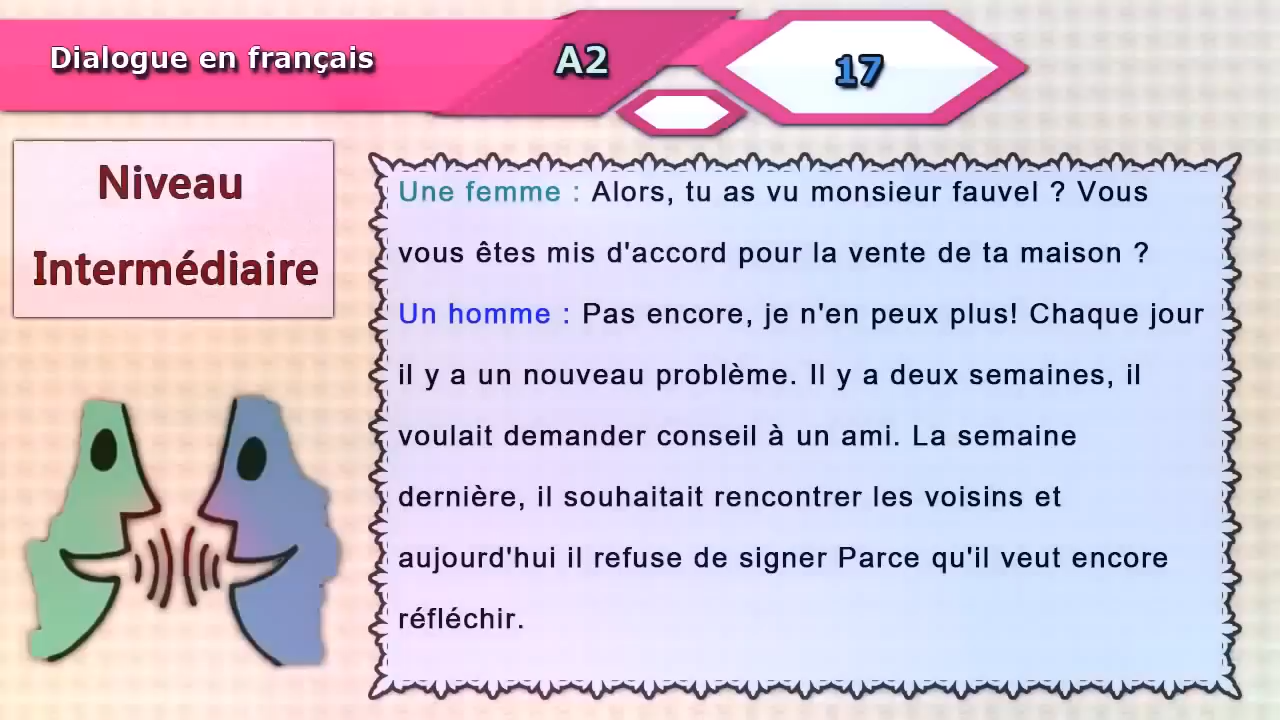 Dialogue en français
A2
17
Niveau
Intermédiaire
Une femme : Alors, tu as vu monsieur fauvel ? Vous
vous êtes mis d'accord pour la vente de ta maison ?
Un homme : Pas encore, je n'en peux plus! Chaque jour
il y a un nouveau problème. Il y a deux semaines, il
voulait demander conseil à un ami. La semaine
dernière, il souhaitait rencontrer les voisins et
aujourd'hui il refuse de signer Parce qu'il veut encore
réfléchir.